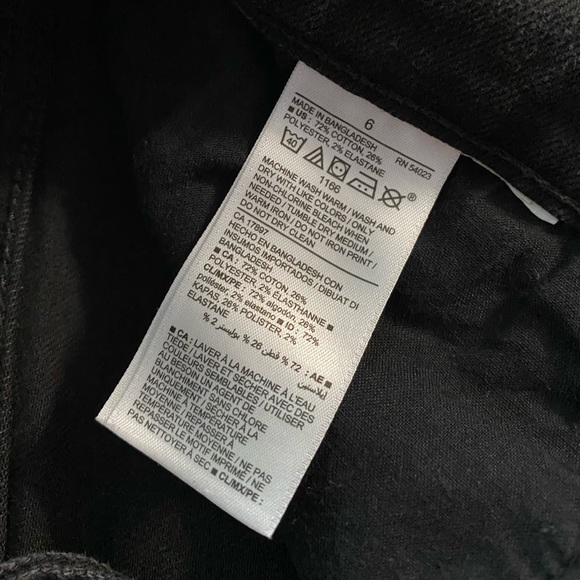 6
MADE IN BANGLADESH RN 54023
■ US : 72% COTTON, 26%
POLYESTER, 2% ELASTANE
40
®
1166
MACHINE WASH WARM / WASH AND
DRY WITH LIKE COLORS / ONLY
NON-CHLORINE BLEACH WHEN
NEEDED / TUMBLE DRY MEDIUM /
WARM IRON / DO NOT IRON PRINT /
DO NOT DRY CLEAN
CA 17897
HECHO EN BANGLADESH CON
INSUMOS IMPORTADOS / DIBUAT DI
BANGLADESH
■ CA : 72% COTON, 26%
POLYESTER, 2% ÉLASTHANNE ■
CL/MX/PE : 72% algodón, 26%
poliéster, 2% elastano ■ ID : 72%
KAPAS, 26% POLISTER, 2%
ELASTANE
■ AE : 72 % قطن 26 % بوليستر 2 %
إيلاستين
■ CA : LAVER À LA MACHINE À L'EAU
TIÈDE / LAVER ET SÉCHER AVEC DES
COULEURS SEMBLABLES / UTILISER
AU BESOIN UN AGENT DE
BLANCHIMENT SANS CHLORE
UNIQUEMENT / SÉCHER À LA
MACHINE À TEMPÉRATURE
MOYENNE / REPASSER À LA
TEMPÉRATURE MOYENNE / NE PAS
REPASSER LE MOTIF IMPRIMÉ / NE
PAS NETTOYER À SEC ■ CL/MX/PE :